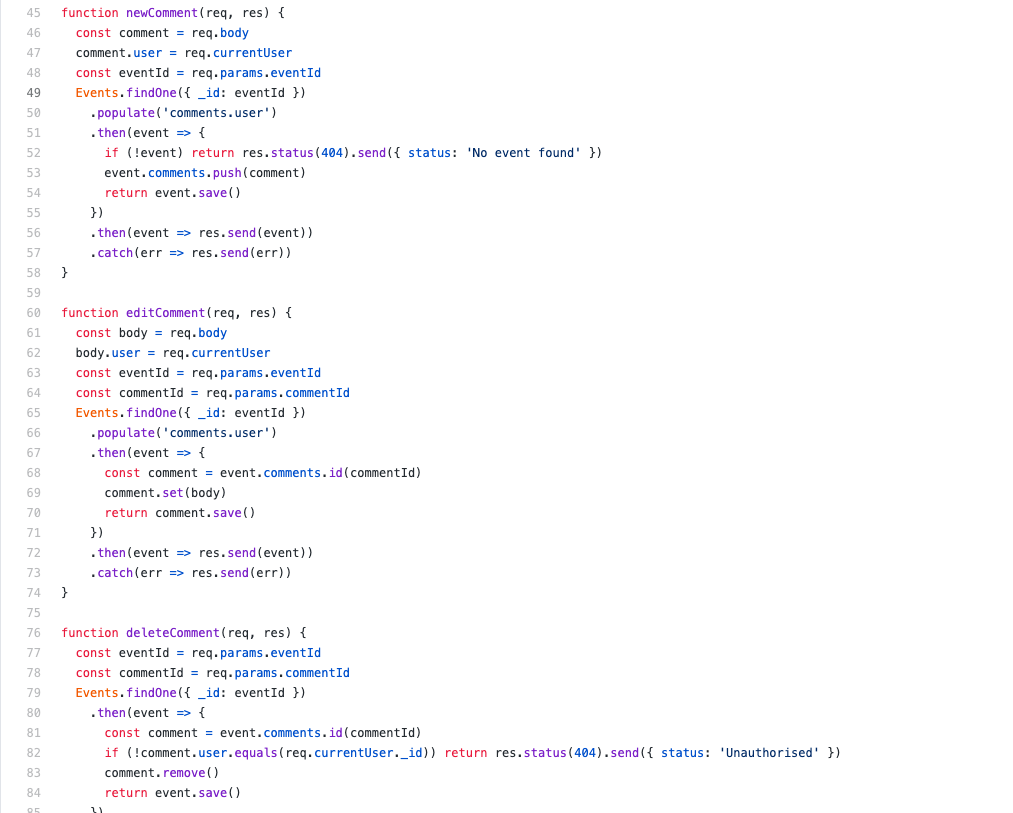 45 function newComment(req, res) {
46   const comment = req.body
47   comment.user = req.currentUser
48   const eventId = req.params.eventId
49   Events.findOne({ _id: eventId })
50     .populate('comments.user')
51     .then(event => {
52       if (!event) return res.status(404).send({ status: 'No event found' })
53       event.comments.push(comment)
54       return event.save()
55     })
56     .then(event => res.send(event))
57     .catch(err => res.send(err))
58 }
59
60 function editComment(req, res) {
61   const body = req.body
62   body.user = req.currentUser
63   const eventId = req.params.eventId
64   const commentId = req.params.commentId
65   Events.findOne({ _id: eventId })
66     .populate('comments.user')
67     .then(event => {
68       const comment = event.comments.id(commentId)
69       comment.set(body)
70       return comment.save()
71     })
72     .then(event => res.send(event))
73     .catch(err => res.send(err))
74 }
75
76 function deleteComment(req, res) {
77   const eventId = req.params.eventId
78   const commentId = req.params.commentId
79   Events.findOne({ _id: eventId })
80     .then(event => {
81       const comment = event.comments.id(commentId)
82       if (!comment.user.equals(req.currentUser._id)) return res.status(404).send({ status: 'Unauthorised' })
83       comment.remove()
84       return event.save()
85     })